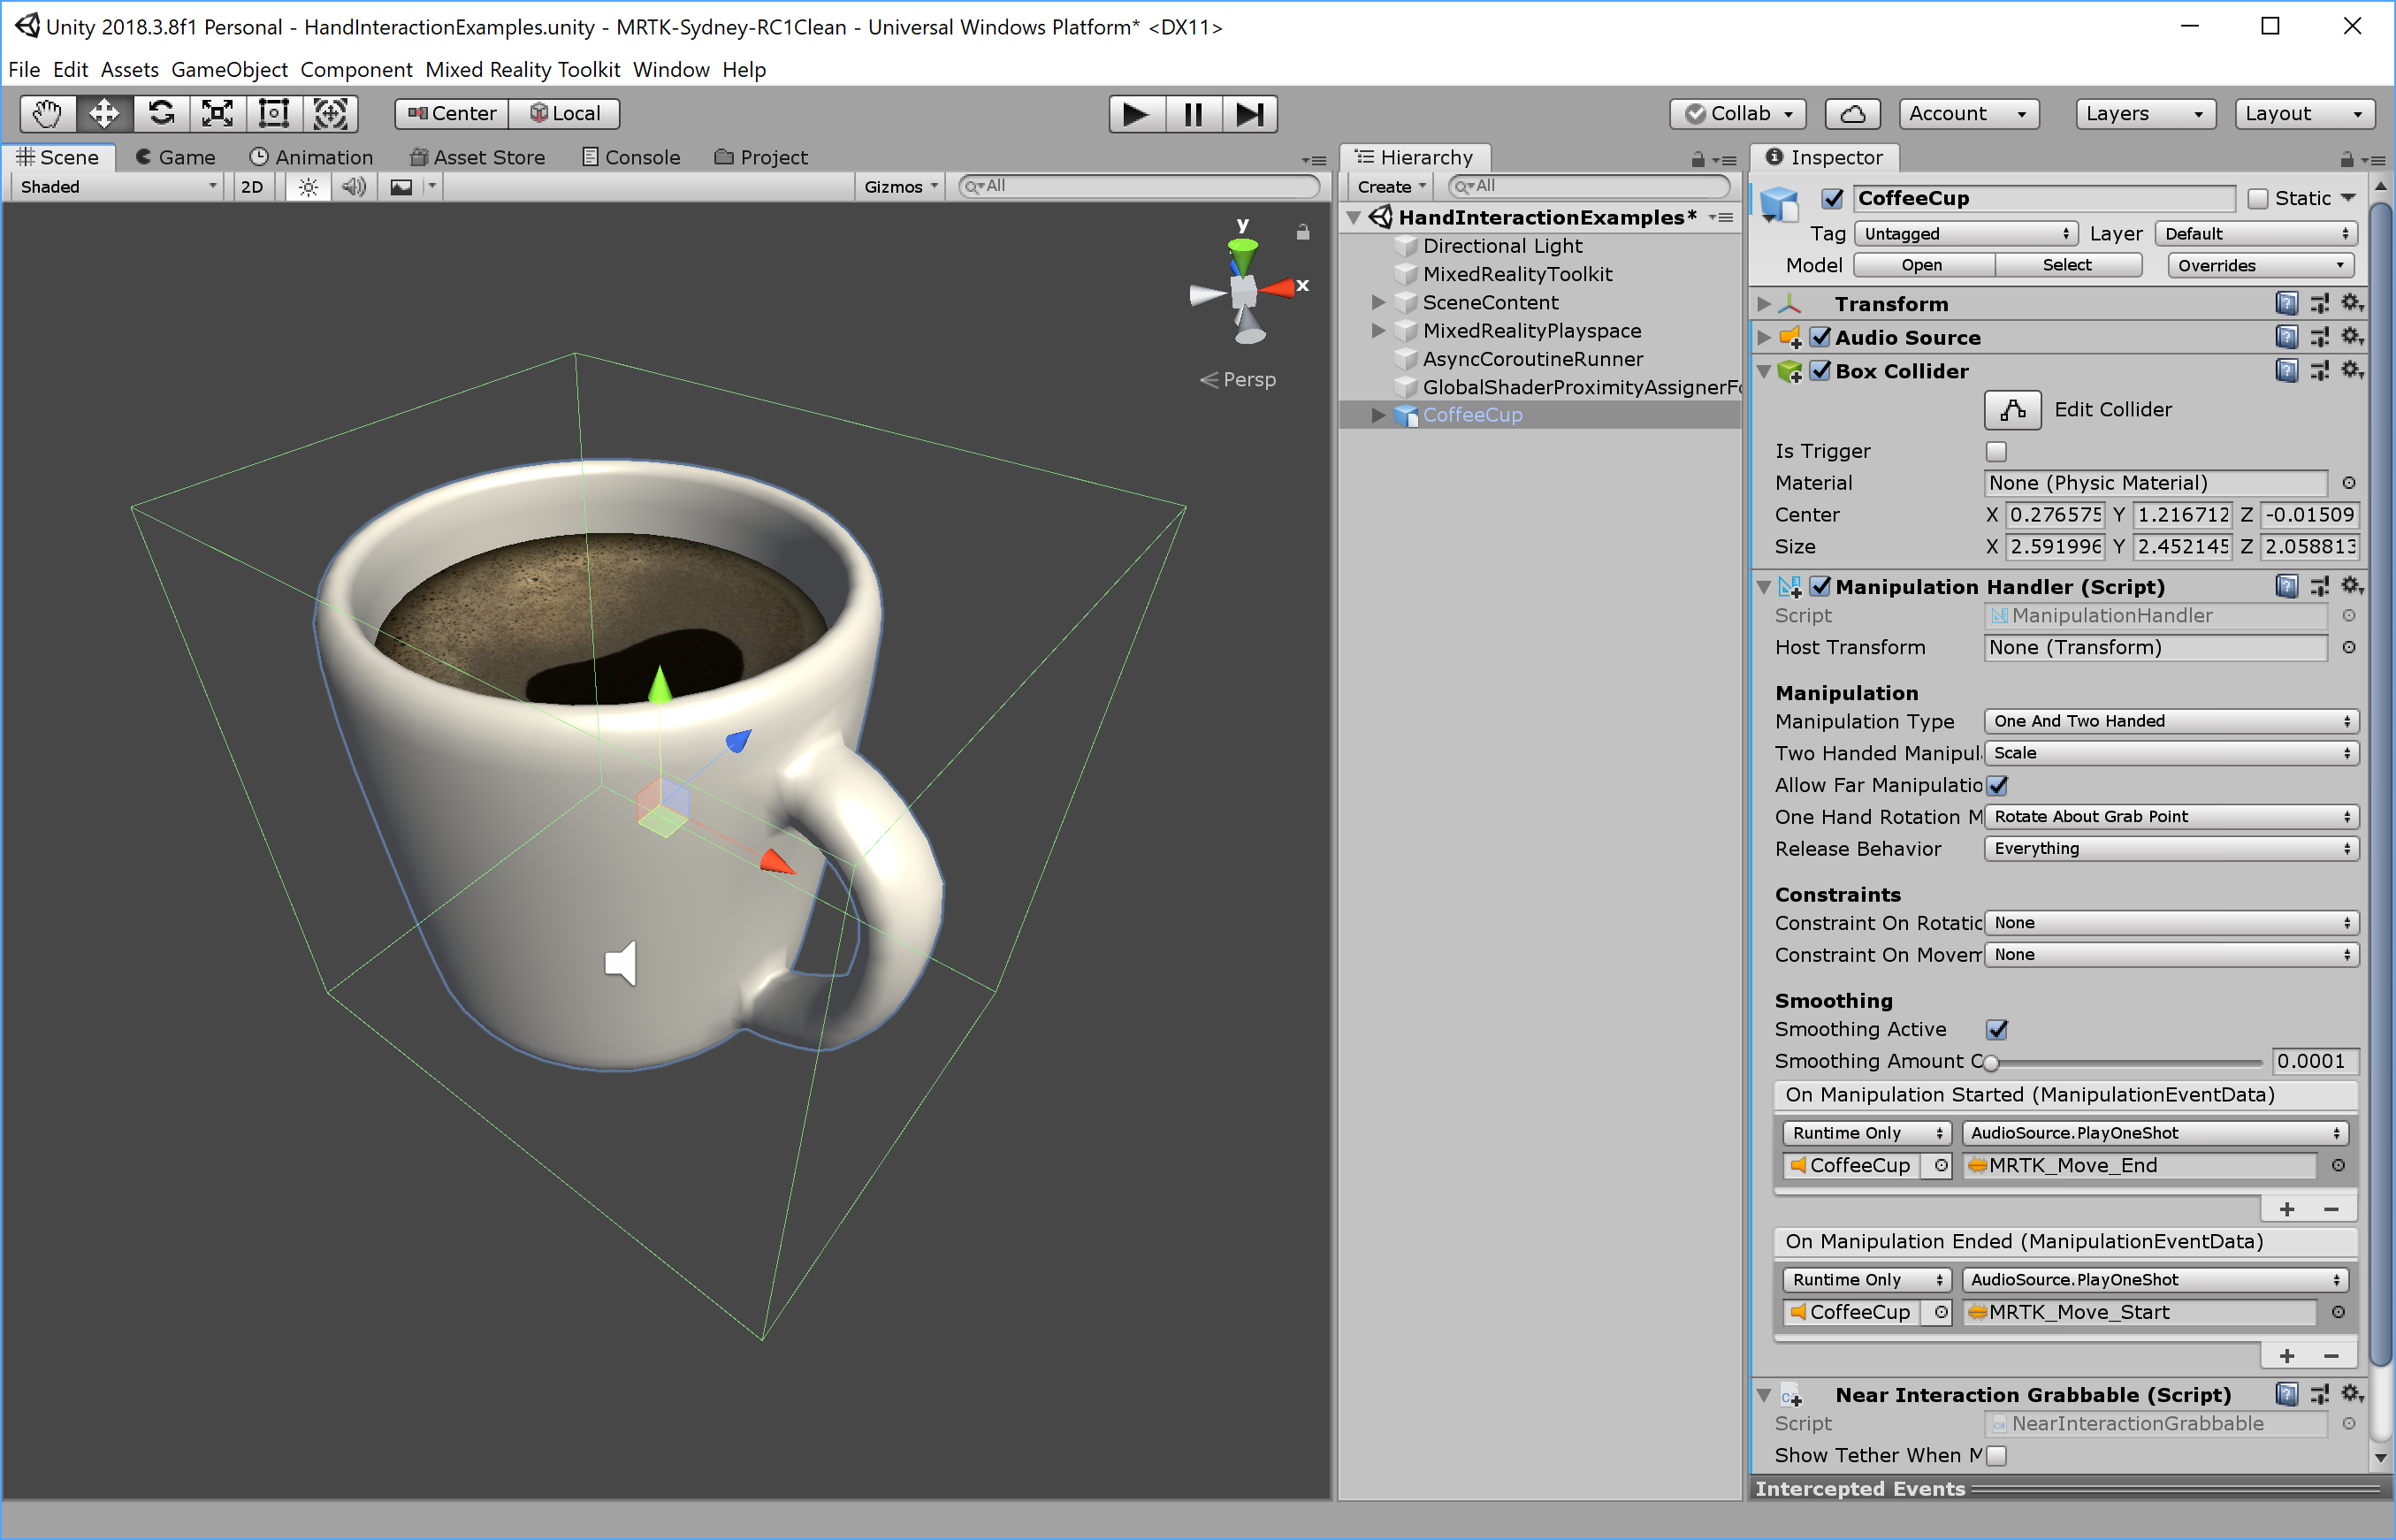 Unity 2018.3.8f1 Personal - HandInteractionExamples.unity - MRTK-Sydney-RC1Clean - Universal Windows Platform* <DX11>
File Edit Assets GameObject Component Mixed Reality Toolkit Window Help
Center Local Collab Account Layers Layout
Scene Game Animation Asset Store Console Project
Shaded 2D Gizmos All
y
x
Persp
Hierarchy
Create All
HandInteractionExamples*
Directional Light
MixedRealityToolkit
SceneContent
MixedRealityPlayspace
AsyncCoroutineRunner
GlobalShaderProximityAssignerFo
CoffeeCup
Inspector
CoffeeCup Static
Tag Untagged Layer Default
Model Open Select Overrides
Transform
Audio Source
Box Collider
Edit Collider
Is Trigger
Material None (Physic Material)
Center X 0.276575 Y 1.216712 Z -0.01509
Size X 2.591996 Y 2.452145 Z 2.058813
Manipulation Handler (Script)
Script ManipulationHandler
Host Transform None (Transform)
Manipulation
Manipulation Type One And Two Handed
Two Handed Manipul Scale
Allow Far Manipulatio
One Hand Rotation M Rotate About Grab Point
Release Behavior Everything
Constraints
Constraint On Rotatic None
Constraint On Movem None
Smoothing
Smoothing Active
Smoothing Amount C 0.0001
On Manipulation Started (ManipulationEventData)
Runtime Only AudioSource.PlayOneShot
CoffeeCup MRTK_Move_End
On Manipulation Ended (ManipulationEventData)
Runtime Only AudioSource.PlayOneShot
CoffeeCup MRTK_Move_Start
Near Interaction Grabbable (Script)
Script NearInteractionGrabbable
Show Tether When M
Intercepted Events